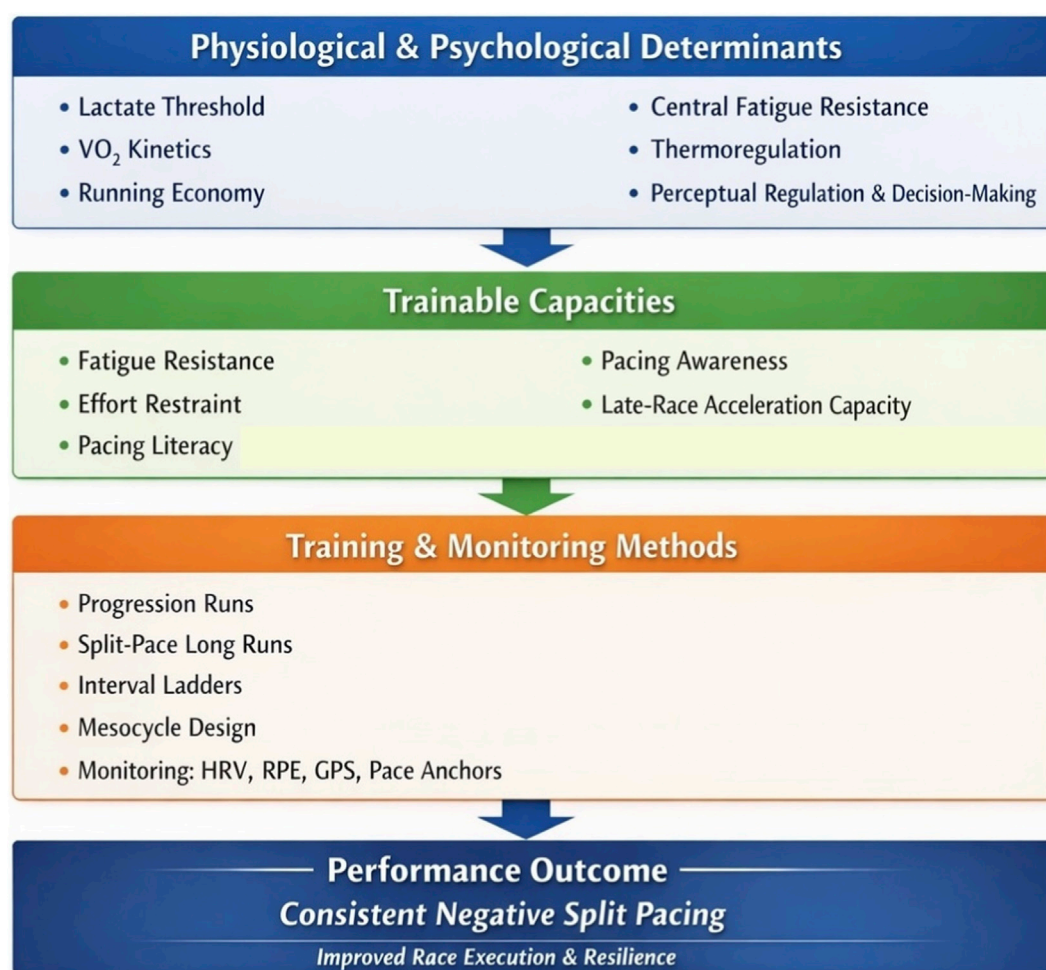 Physiological & Psychological Determinants
• Lactate Threshold
• VO₂ Kinetics
• Running Economy
• Central Fatigue Resistance
• Thermoregulation
• Perceptual Regulation & Decision-Making
Trainable Capacities
• Fatigue Resistance
• Effort Restraint
• Pacing Literacy
• Pacing Awareness
• Late-Race Acceleration Capacity
Training & Monitoring Methods
• Progression Runs
• Split-Pace Long Runs
• Interval Ladders
• Mesocycle Design
• Monitoring: HRV, RPE, GPS, Pace Anchors
Performance Outcome
Consistent Negative Split Pacing
Improved Race Execution & Resilience